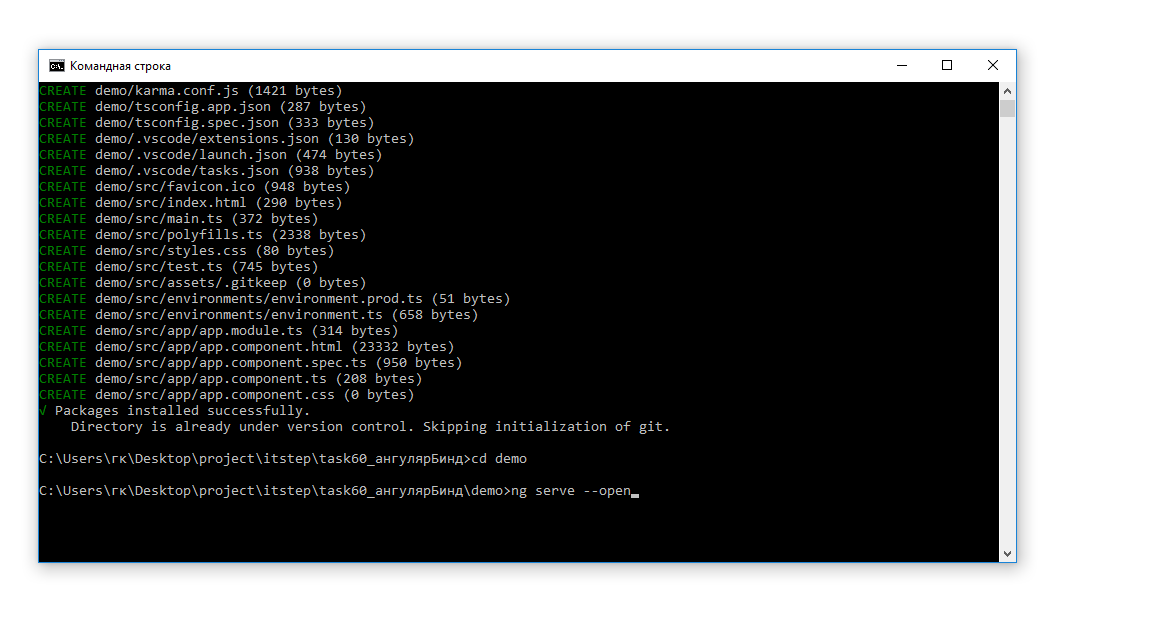 Командная строка
CREATE demo/karma.conf.js (1421 bytes)
CREATE demo/tsconfig.app.json (287 bytes)
CREATE demo/tsconfig.spec.json (333 bytes)
CREATE demo/.vscode/extensions.json (130 bytes)
CREATE demo/.vscode/launch.json (474 bytes)
CREATE demo/.vscode/tasks.json (938 bytes)
CREATE demo/src/favicon.ico (948 bytes)
CREATE demo/src/index.html (290 bytes)
CREATE demo/src/main.ts (372 bytes)
CREATE demo/src/polyfills.ts (2338 bytes)
CREATE demo/src/styles.css (80 bytes)
CREATE demo/src/test.ts (745 bytes)
CREATE demo/src/assets/.gitkeep (0 bytes)
CREATE demo/src/environments/environment.prod.ts (51 bytes)
CREATE demo/src/environments/environment.ts (658 bytes)
CREATE demo/src/app/app.module.ts (314 bytes)
CREATE demo/src/app/app.component.html (23332 bytes)
CREATE demo/src/app/app.component.spec.ts (950 bytes)
CREATE demo/src/app/app.component.ts (208 bytes)
CREATE demo/src/app/app.component.css (0 bytes)
√ Packages installed successfully.
Directory is already under version control. Skipping initialization of git.
C:\Users\гк\Desktop\project\itstep\task60_ангулярБинд>cd demo
C:\Users\гк\Desktop\project\itstep\task60_ангулярБинд\demo>ng serve --open